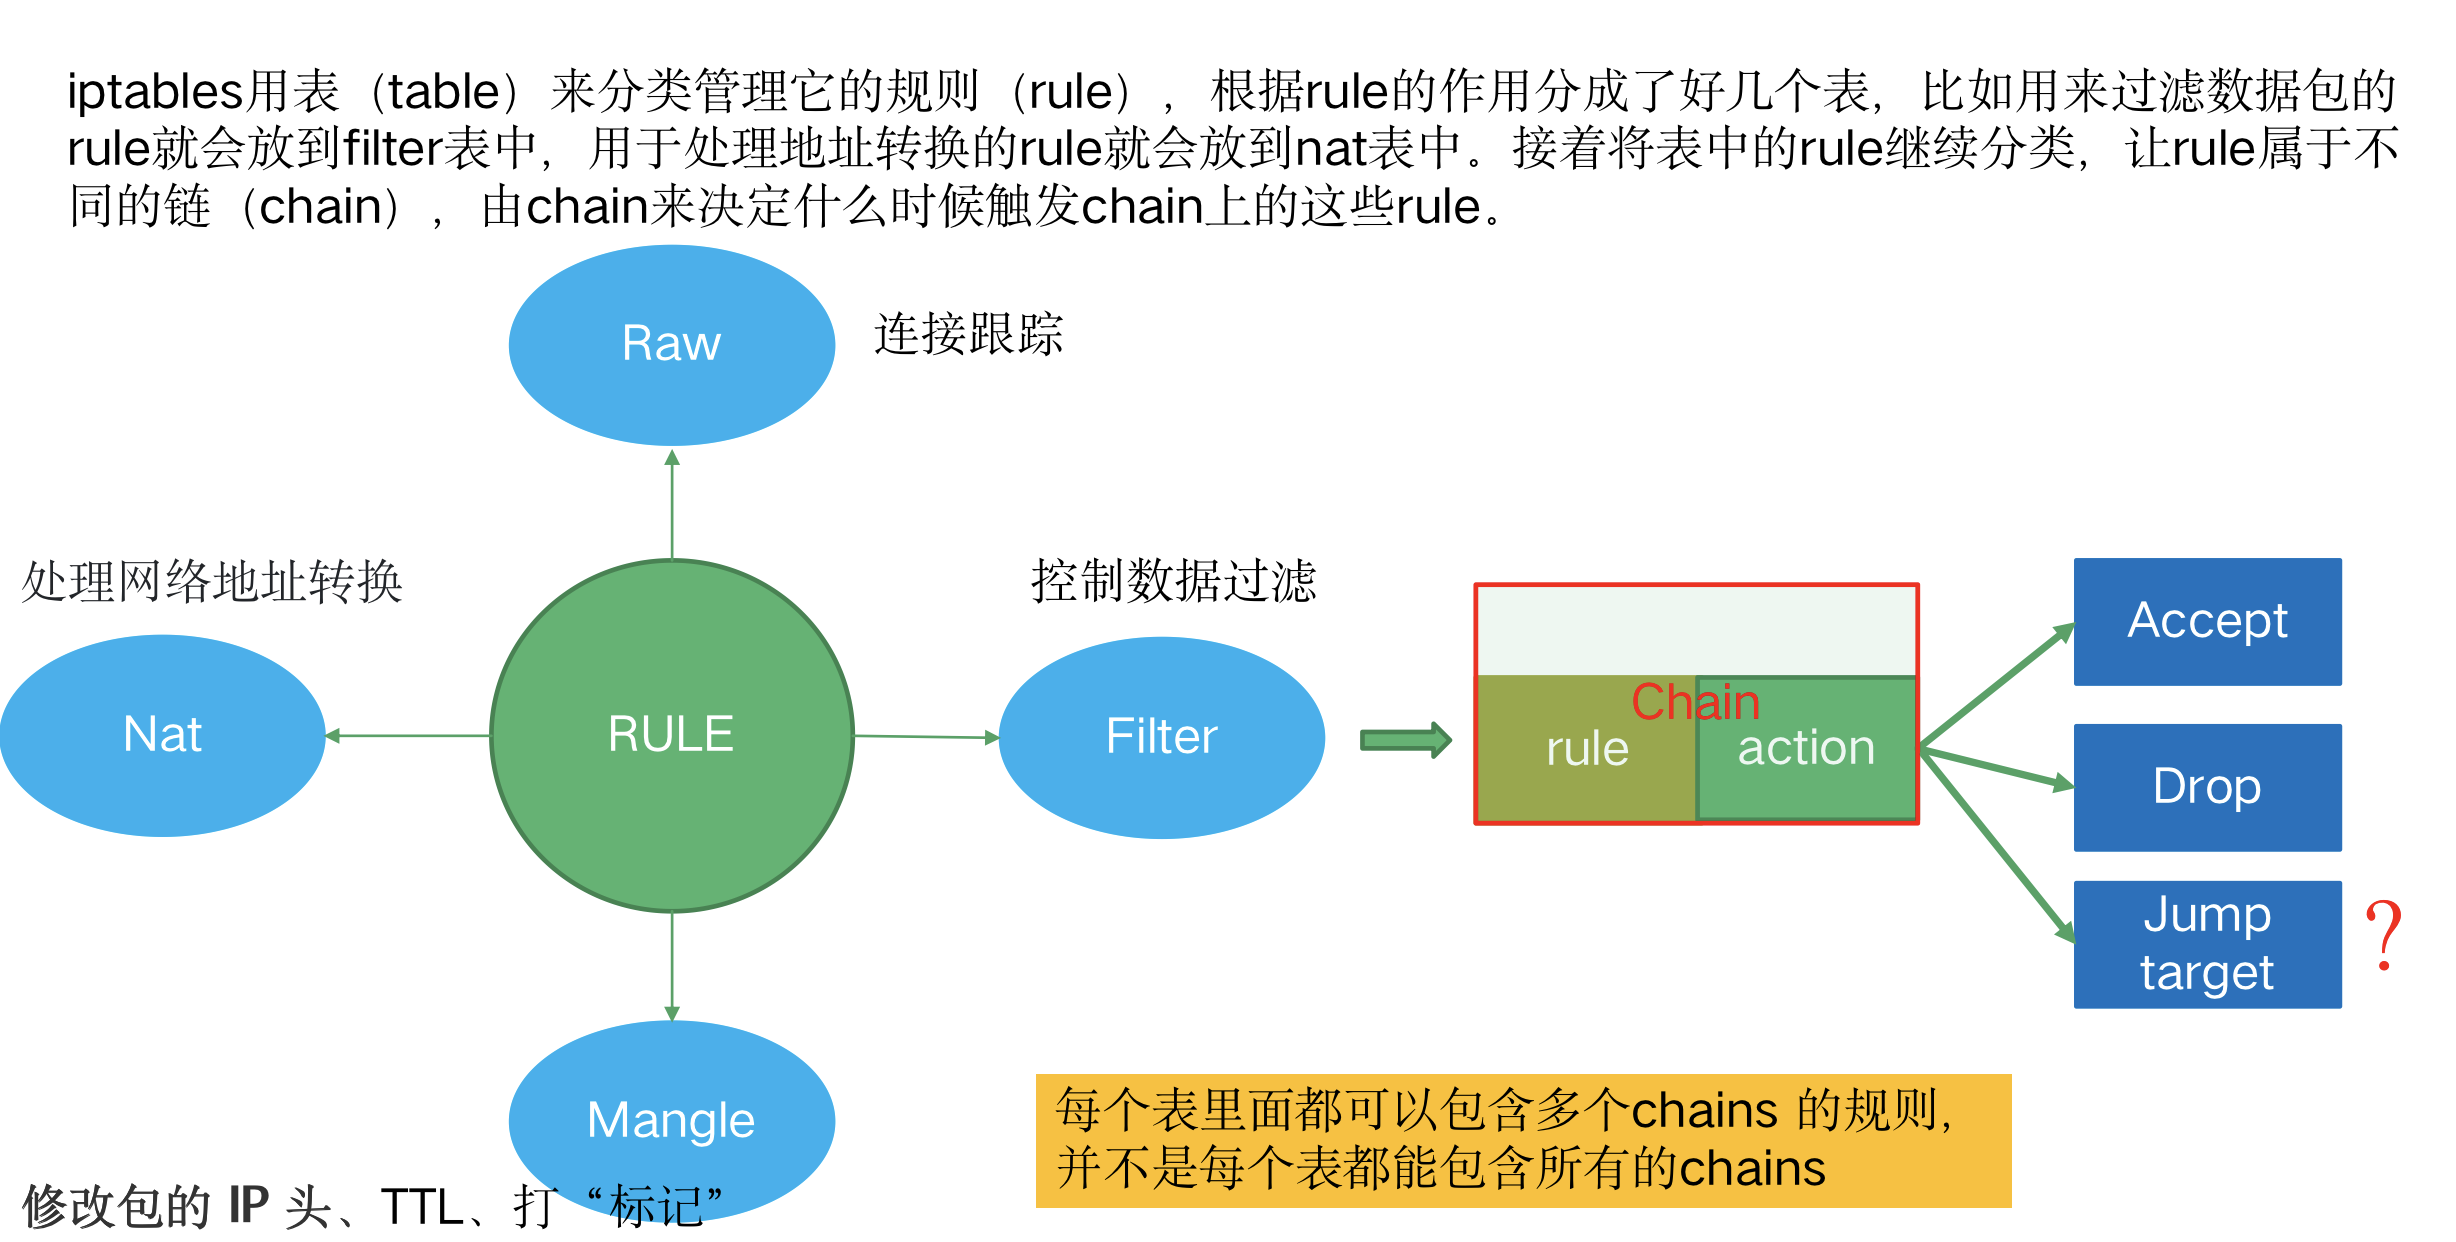 iptables用表（table）来分类管理它的规则（rule），根据rule的作用分成了好几个表，比如用来过滤数据包的
rule就会放到filter表中，用于处理地址转换的rule就会放到nat表中。接着将表中的rule继续分类，让rule属于不
同的链（chain），由chain来决定什么时候触发chain上的这些rule。
Raw
连接跟踪
处理网络地址转换
控制数据过滤
Nat
RULE
Filter
Chain
rule
action
Accept
Drop
Jump
target
？
Mangle
修改包的 IP 头、TTL、打“标记”
每个表里面都可以包含多个chains 的规则，
并不是每个表都能包含所有的chains